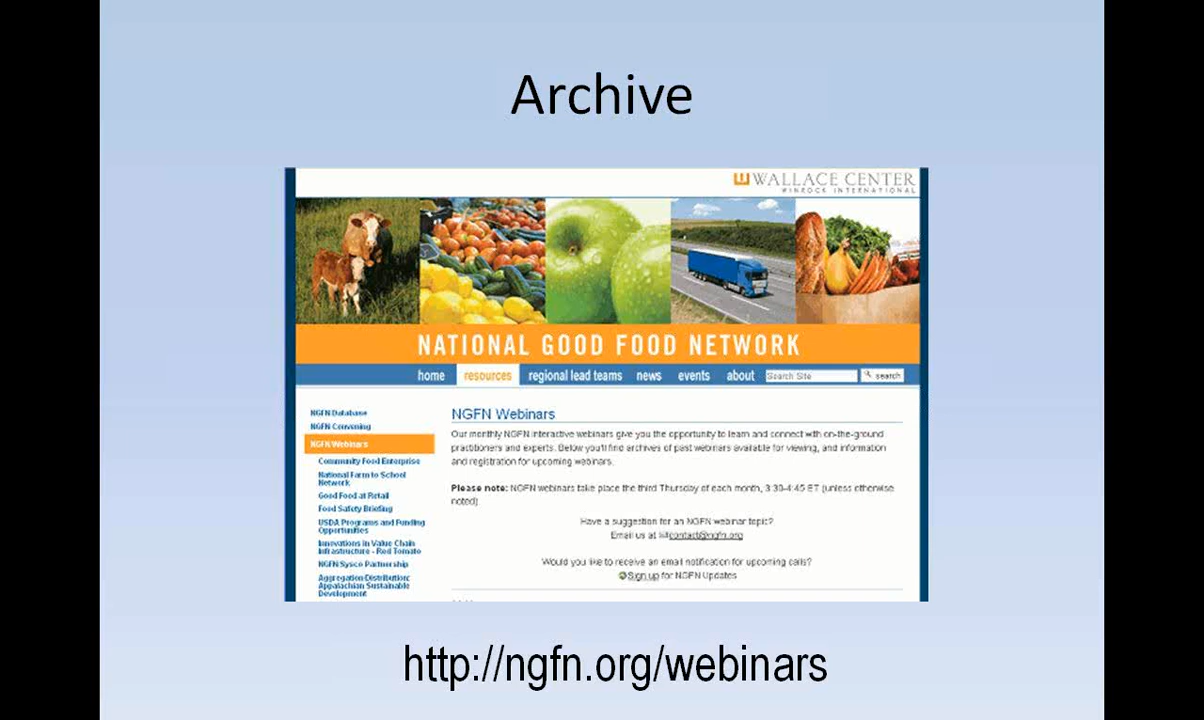 Archive
WALLACE CENTER
WINROCK INTERNATIONAL
NATIONAL GOOD FOOD NETWORK
home resources regional lead teams news events about Search Site search
NGFN Database
NGFN Convening
NGFN Webinars
Community Food Enterprise
National Farm to School
Network
Good Food at Retail
Food Safety Briefing
USDA Programs and Funding
Opportunities
Innovations in Value Chain
Infrastructure - Red Tomato
NGFN Sysco Partnership
Aggregation/Distribution:
Appalachian Sustainable
Development
NGFN Webinars
Our monthly NGFN interactive webinars give you the opportunity to learn and connect with on-the-ground
practitioners and experts. Below you'll find archives of past webinars available for viewing, and information
and registration for upcoming webinars.
Please note: NGFN webinars take place the third Thursday of each month, 3:30-4:45 ET (unless otherwise
noted)
Have a suggestion for an NGFN webinar topic?
Email us at contact@ngfn.org
Would you like to receive an email notification for upcoming calls?
Sign up for NGFN Updates
http://ngfn.org/webinars